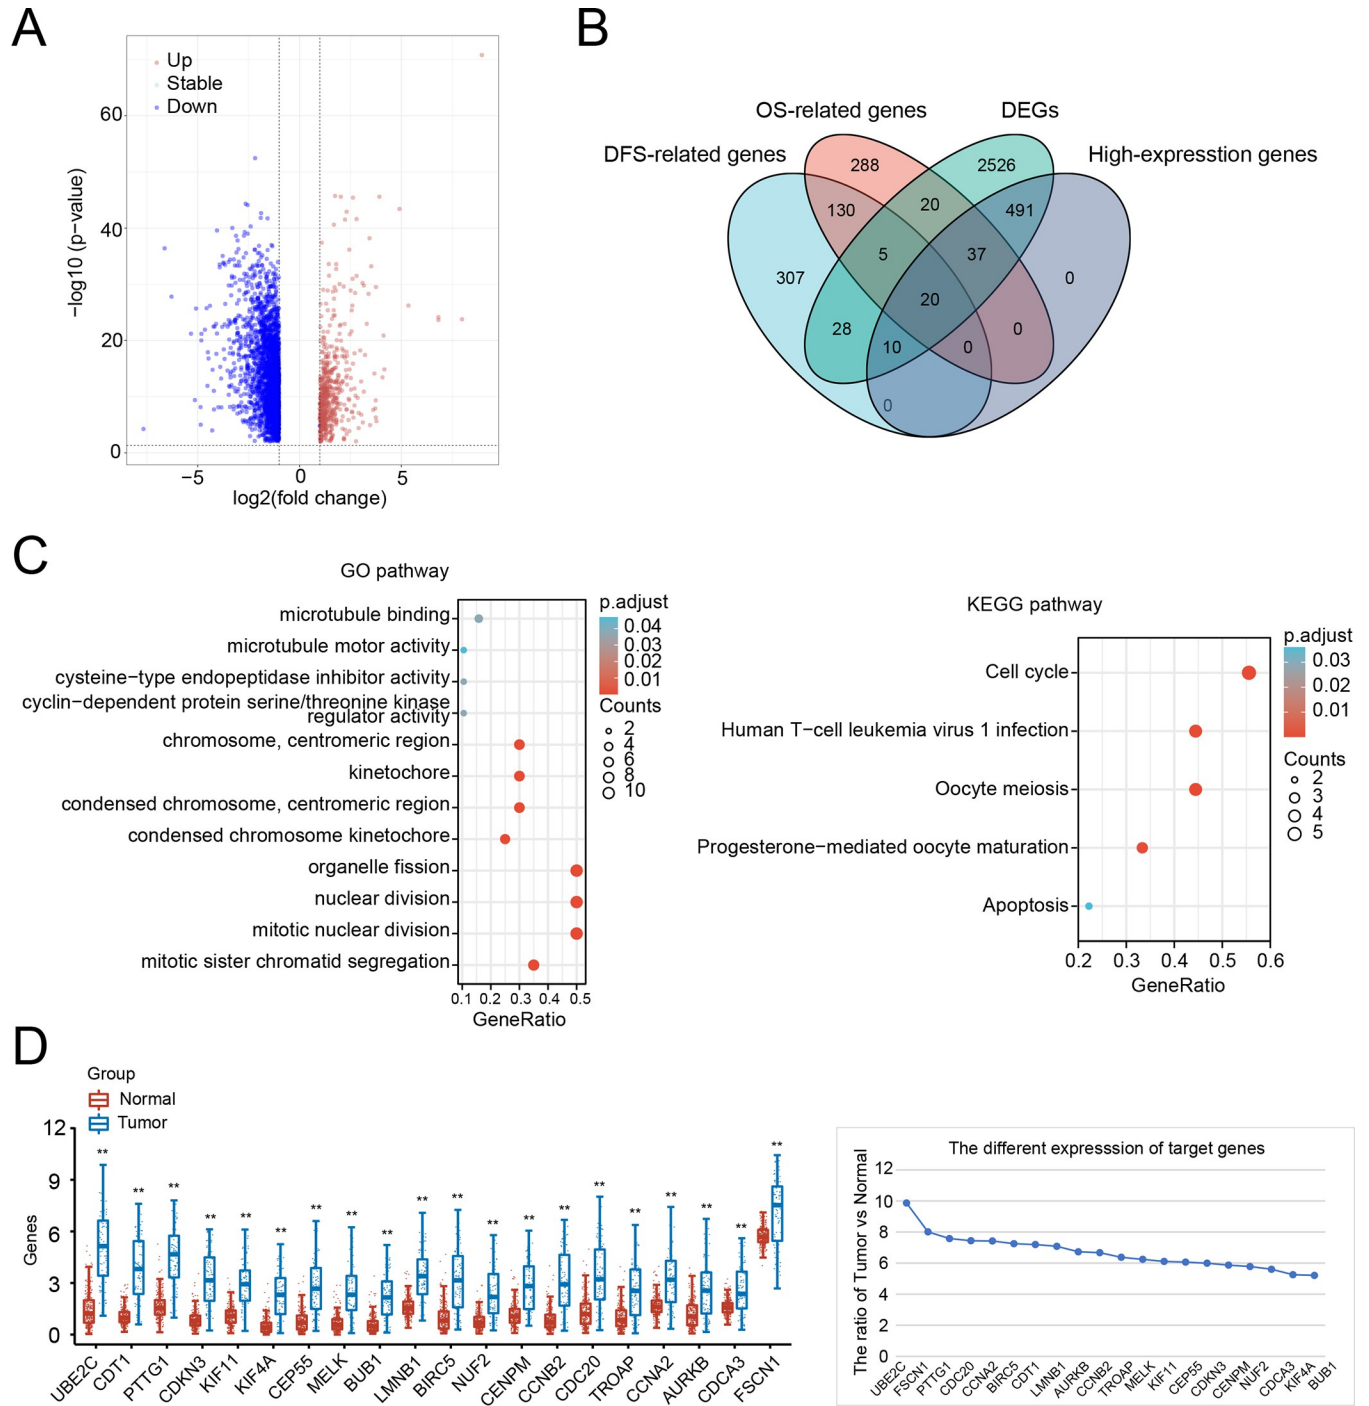 A
Up
Stable
Down
60
40
20
0
−5
0
5
−log10 (p−value)
log2(fold change)
B
OS-related genes
DEGs
DFS-related genes
High-expresstion genes
288
2526
130
20
491
5
37
307
0
20
28
0
10
0
0
C
GO pathway
microtubule binding
microtubule motor activity
cysteine−type endopeptidase inhibitor activity
cyclin−dependent protein serine/threonine kinase
regulator activity
chromosome, centromeric region
kinetochore
condensed chromosome, centromeric region
condensed chromosome kinetochore
organelle fission
nuclear division
mitotic nuclear division
mitotic sister chromatid segregation
0.1 0.2 0.3 0.4 0.5
GeneRatio
p.adjust
0.04
0.03
0.02
0.01
Counts
2
4
6
8
10
KEGG pathway
Cell cycle
Human T−cell leukemia virus 1 infection
Oocyte meiosis
Progesterone−mediated oocyte maturation
Apoptosis
0.2 0.3 0.4 0.5 0.6
GeneRatio
p.adjust
0.03
0.02
0.01
Counts
2
3
4
5
D
Group
Normal
Tumor
12
9
6
3
0
Genes
** ** ** ** ** ** ** ** ** ** ** ** ** ** ** ** ** ** ** **
UBE2C CDT1 PTTG1 CDKN3 KIF11 KIF4A CEP55 MELK BUB1 LMNB1 BIRC5 NUF2 CENPM CCNB2 CDC20 TROAP CCNA2 AURKB CDCA3 FSCN1
The different expresssion of target genes
The ratio of Tumor vs Normal
12
10
8
6
4
2
0
UBE2C FSCN1 PTTG1 CDC20 CCNA2 BIRC5 CDT1 LMNB1 AURKB CCNB2 TROAP MELK KIF11 CEP55 CDKN3 CENPM NUF2 CDCA3 KIF4A BUB1